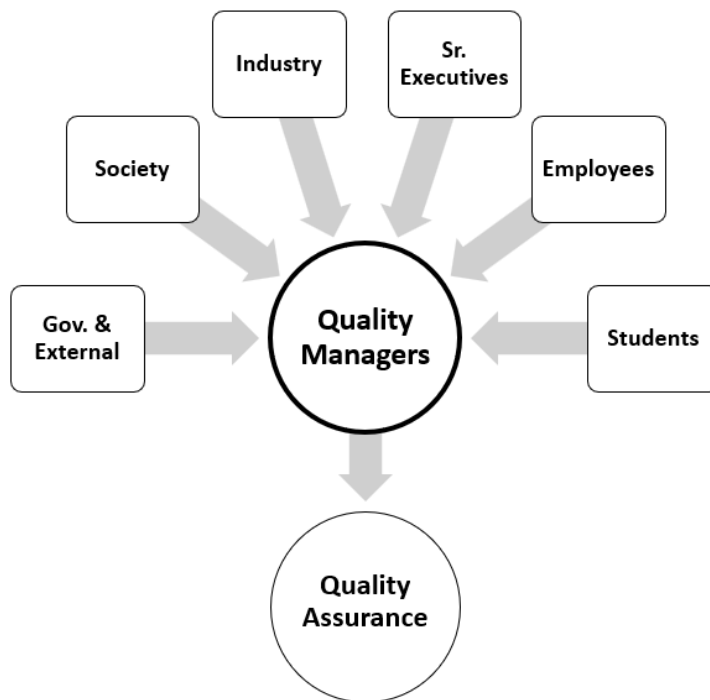 Industry
Sr.
Executives
Society
Employees
Gov. &
External
Quality
Managers
Students
Quality
Assurance